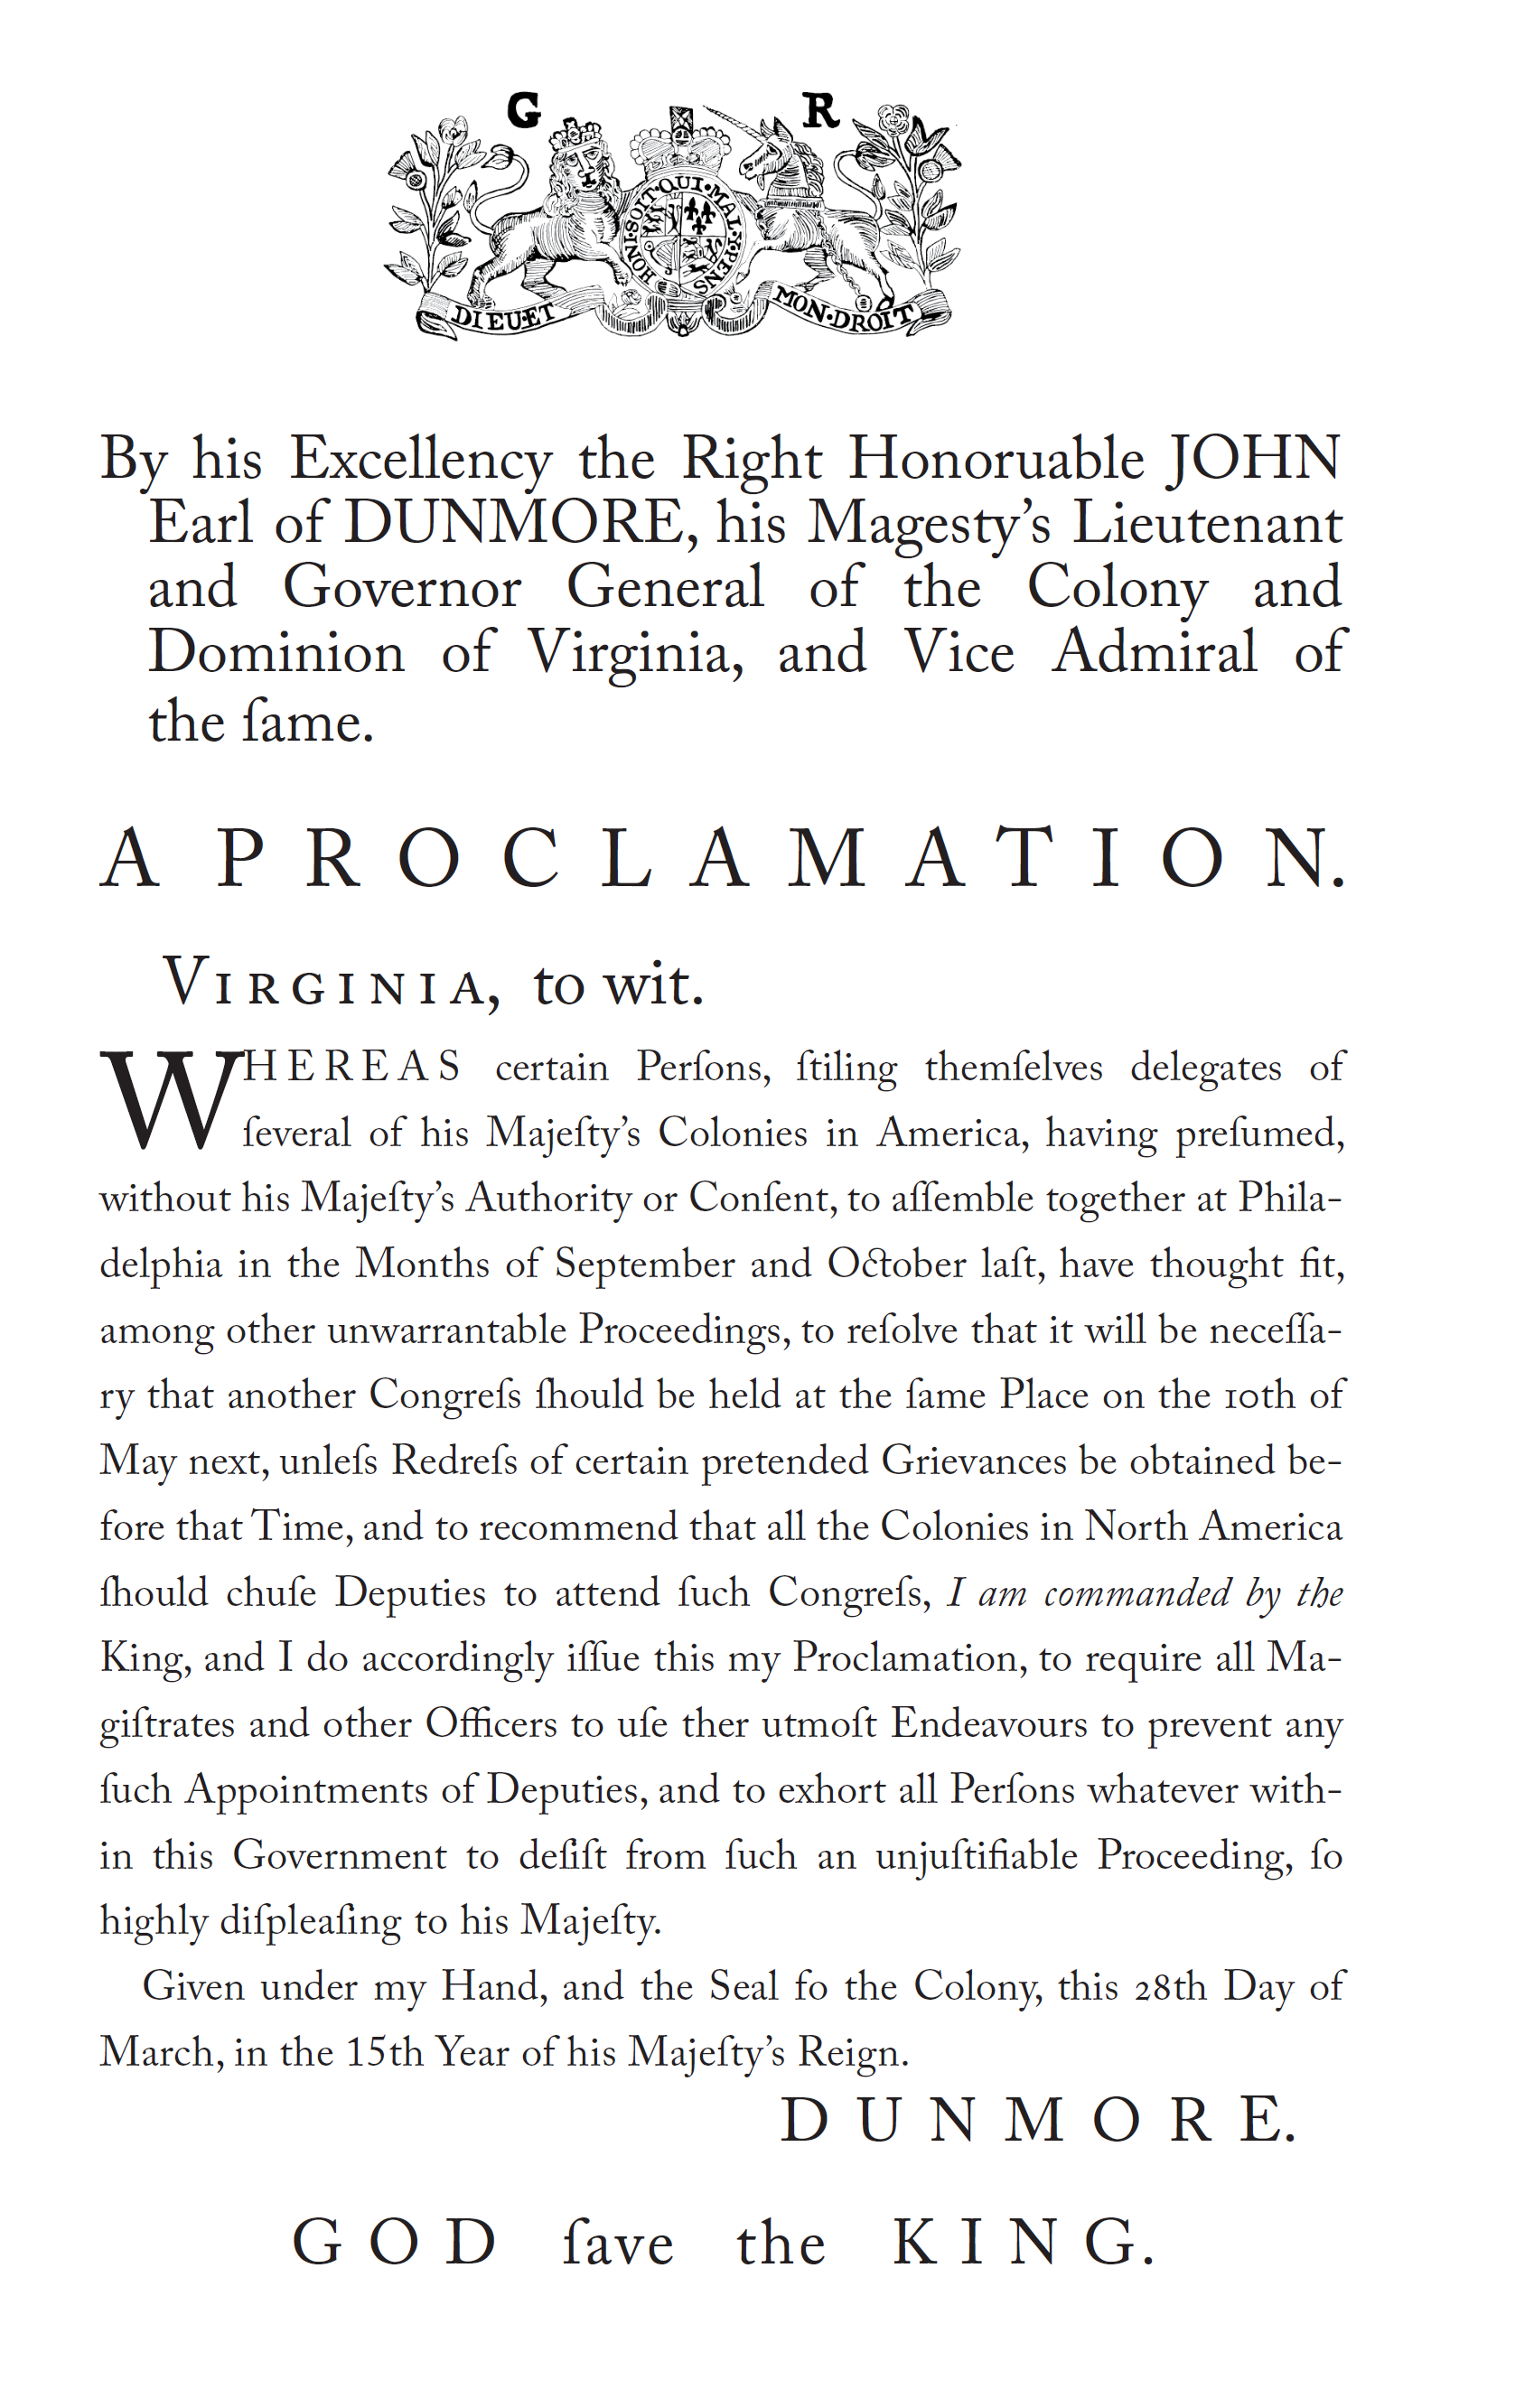 G R
HONI·SOIT·QUI·MAL·Y·PENS
DIEU·ET MON·DROIT
By his Excellency the Right Honoruable JOHN
Earl of DUNMORE, his Magesty’s Lieutenant
and Governor General of the Colony and
Dominion of Virginia, and Vice Admiral of
the ſame.
A PROCLAMATION.
VIRGINIA, to wit.
WHEREAS certain Perſons, ſtiling themſelves delegates of
ſeveral of his Majeſty’s Colonies in America, having preſumed,
without his Majeſty’s Authority or Conſent, to aſſemble together at Phila-
delphia in the Months of September and October laſt, have thought fit,
among other unwarrantable Proceedings, to reſolve that it will be neceſſa-
ry that another Congreſs ſhould be held at the ſame Place on the 10th of
May next, unleſs Redreſs of certain pretended Grievances be obtained be-
fore that Time, and to recommend that all the Colonies in North America
ſhould chuſe Deputies to attend ſuch Congreſs, I am commanded by the
King, and I do accordingly iſſue this my Proclamation, to require all Ma-
giſtrates and other Officers to uſe ther utmoſt Endeavours to prevent any
ſuch Appointments of Deputies, and to exhort all Perſons whatever with-
in this Government to deſiſt from ſuch an unjuſtifiable Proceeding, ſo
highly diſpleaſing to his Majeſty.
Given under my Hand, and the Seal fo the Colony, this 28th Day of
March, in the 15th Year of his Majeſty’s Reign.
DUNMORE.
GOD ſave the KING.